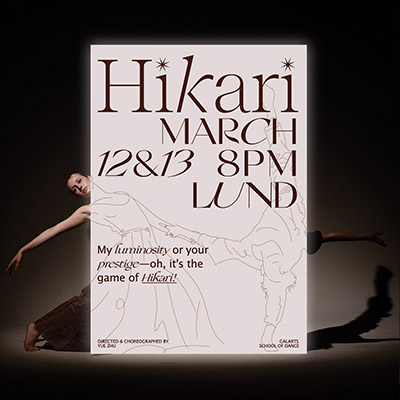 Hikari
MARCH
12&13 8PM
LUND
My luminosity or your
prestige—oh, it's the
game of Hikari!
DIRECTED & CHOREOGRAPHED BY
YUE ZHU
CALARTS
SCHOOL OF DANCE